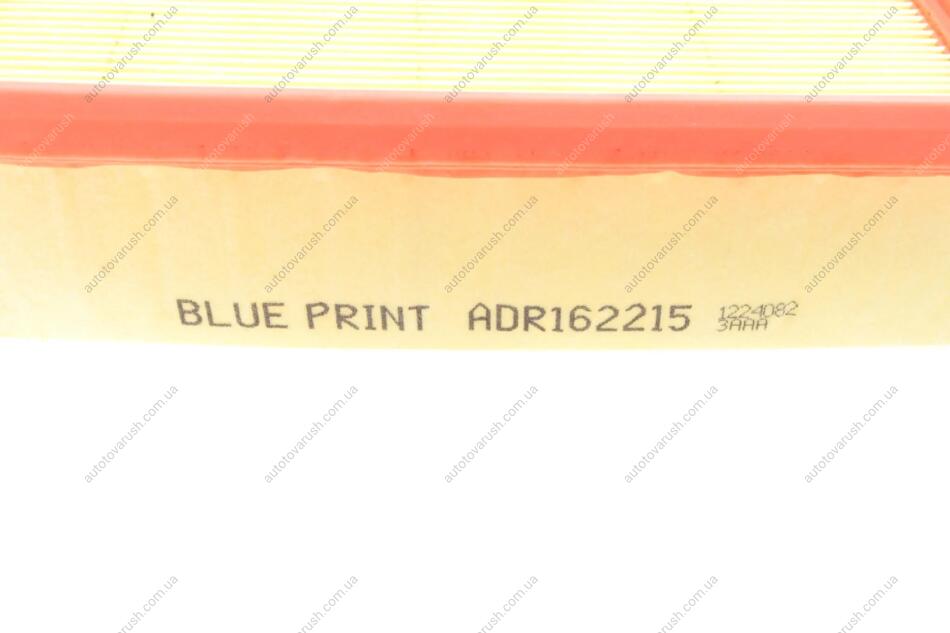 BLUE PRINT ADR162215 1224082
3AAA
autotovarush.com.ua